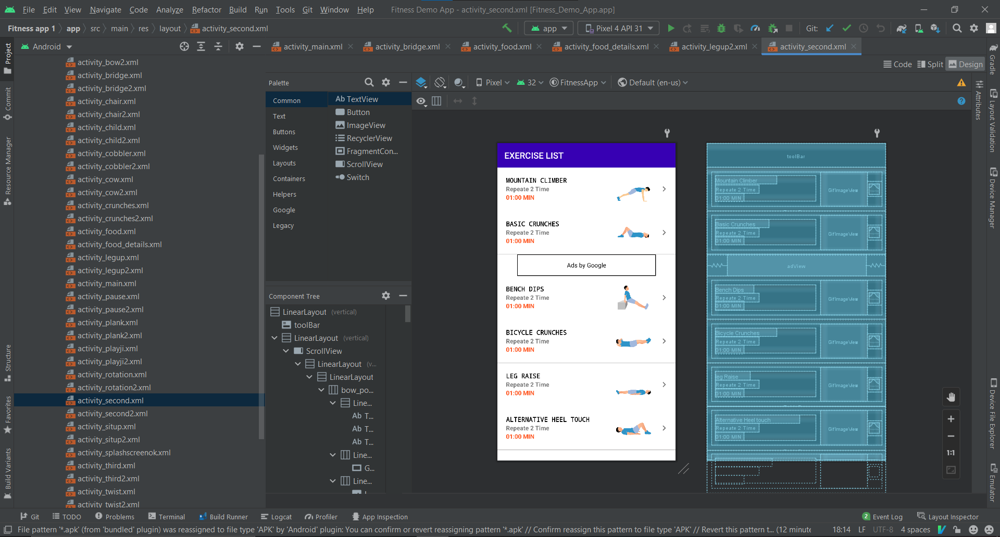 File Edit View Navigate Code Analyze Refactor Build Run Tools Git Window Help Fitness Demo App - activity_second.xml [Fitness_Demo_App.app]
Fitness app 1 app src main res layout activity_second.xml app Pixel 4 API 31 Git:
Android activity_main.xml activity_bridge.xml activity_food.xml activity_food_details.xml activity_legup2.xml activity_second.xml
Code Split Design
Project
Commit
Resource Manager
Structure
Favorites
Build Variants
activity_bow2.xml
activity_bridge.xml
activity_bridge2.xml
activity_chair.xml
activity_chair2.xml
activity_child.xml
activity_child2.xml
activity_cobbler.xml
activity_cobbler2.xml
activity_cow.xml
activity_cow2.xml
activity_crunches.xml
activity_crunches2.xml
activity_food.xml
activity_food_details.xml
activity_legup.xml
activity_legup2.xml
activity_main.xml
activity_pause.xml
activity_pause2.xml
activity_plank.xml
activity_plank2.xml
activity_playji.xml
activity_playji2.xml
activity_rotation.xml
activity_rotation2.xml
activity_second.xml
activity_second2.xml
activity_situp.xml
activity_situp2.xml
activity_splashscreenok.xml
activity_third.xml
activity_third2.xml
activity_twist.xml
activity_twist2.xml
Palette
Common
Text
Buttons
Widgets
Layouts
Containers
Helpers
Google
Legacy
Ab TextView
Button
ImageView
RecyclerView
FragmentCon...
ScrollView
Switch
Component Tree
LinearLayout (vertical)
toolBar
LinearLayout (vertical)
ScrollView
LinearLayout (v...
LinearLayout
bow_po...
Line...
Ab T...
Ab T...
Ab T...
Line...
G...
Line...
Pixel 32 FitnessApp Default (en-us)
EXERCISE LIST
MOUNTAIN CLIMBER
Repeate 2 Time
01:00 MIN
BASIC CRUNCHES
Repeate 2 Time
01:00 MIN
Ads by Google
BENCH DIPS
Repeate 2 Time
01:00 MIN
BICYCLE CRUNCHES
Repeate 2 Time
01:00 MIN
LEG RAISE
Repeate 2 Time
01:00 MIN
ALTERNATIVE HEEL TOUCH
Repeate 2 Time
01:00 MIN
toolBar
Mountain Climber
Repeate 2 Time
01:00 MIN
GifImageView
Basic Crunches
Repeate 2 Time
01:00 MIN
GifImageView
adView
Bench Dips
Repeate 2 Time
01:00 MIN
GifImageView
Bicycle Crunches
Repeate 2 Time
01:00 MIN
GifImageView
leg Raise
Repeate 2 Time
01:00 MIN
GifImageView
Alternative Heel touch
Repeate 2 Time
01:00 MIN
GifImageView
1:1
Attributes
Gradle
Layout Validation
Device Manager
Device File Explorer
Emulator
Git TODO Problems Terminal Build Runner Logcat Profiler App Inspection 2 Event Log Layout Inspector
File pattern '*.apk' (from 'bundled' plugin) was reassigned to file type 'APK' by 'Android' plugin: You can confirm or revert reassigning pattern '*.apk' // Confirm reassign this pattern to file type 'APK' // Revert this pattern t... (12 minute 18:14 LF UTF-8 4 spaces